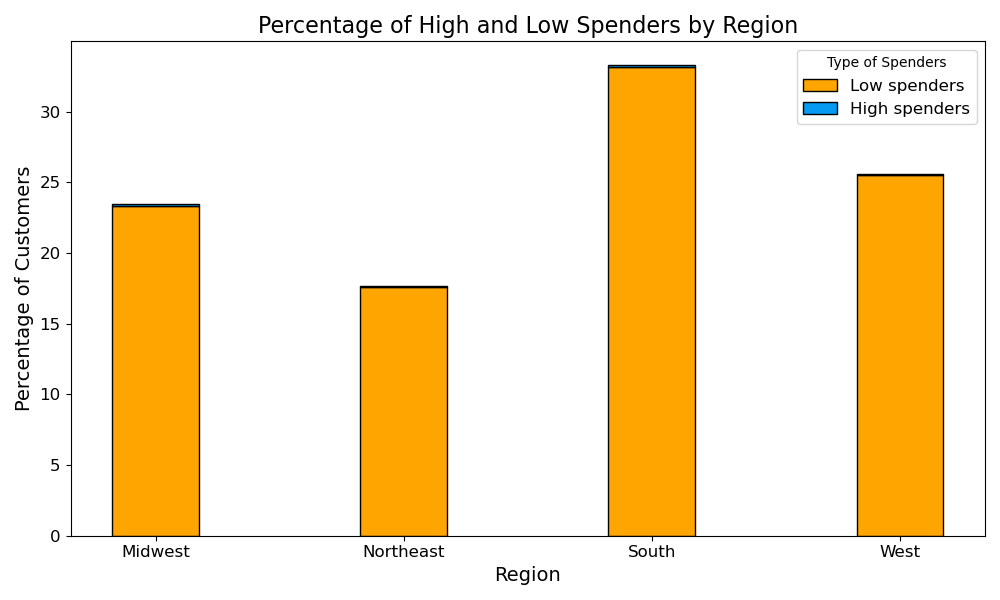 Percentage of High and Low Spenders by Region
Type of Spenders
Low spenders
High spenders
Percentage of Customers
30
25
20
15
10
5
0
Midwest Northeast South West
Region